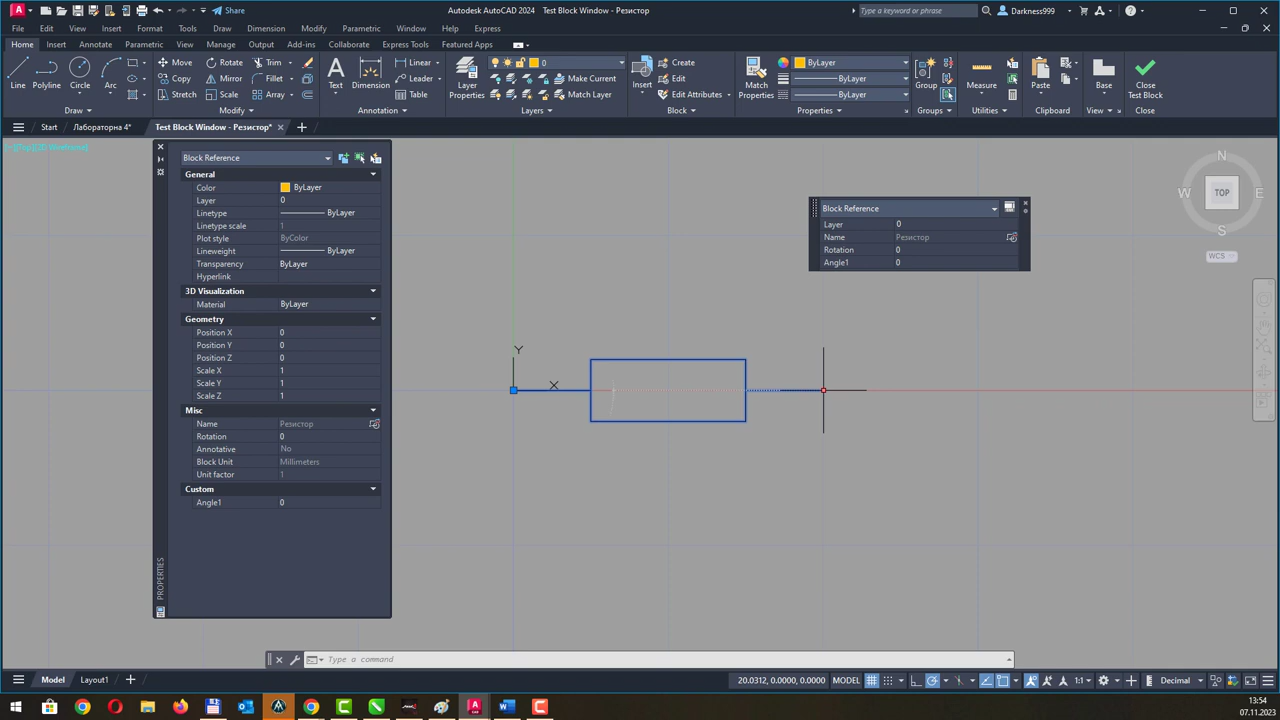 Share
Autodesk AutoCAD 2024    Test Block Window - Резистор
Type a keyword or phrase
Darkness999
File Edit View Insert Format Tools Draw Dimension Modify Parametric Window Help Express
Home Insert Annotate Parametric View Manage Output Add-ins Collaborate Express Tools Featured Apps
Line Polyline Circle Arc
Move Rotate Trim
Copy Mirror Fillet
Stretch Scale Array
Text Dimension
Linear
Leader
Table
Layer Properties
0
Make Current
Match Layer
Insert
Create
Edit
Edit Attributes
Match Properties
ByLayer
ByLayer
ByLayer
Group
Measure
Paste
Base
Close Test Block
Draw Modify Annotation Layers Block Properties Groups Utilities Clipboard View Close
Start Лабораторна 4* Test Block Window - Резистор*
[−][Top][2D Wireframe]
Block Reference
General
Color ByLayer
Layer 0
Linetype ByLayer
Linetype scale 1
Plot style ByColor
Lineweight ByLayer
Transparency ByLayer
Hyperlink
3D Visualization
Material ByLayer
Geometry
Position X 0
Position Y 0
Position Z 0
Scale X 1
Scale Y 1
Scale Z 1
Misc
Name Резистор
Rotation 0
Annotative No
Block Unit Millimeters
Unit factor 1
Custom
Angle1 0
PROPERTIES
Block Reference
Layer 0
Name Резистор
Rotation 0
Angle1 0
N
W TOP E
S
WCS
Y
X
Type a command
Model Layout1
20.0312, 0.0000, 0.0000 MODEL 1:1 Decimal
13:54
07.11.2023